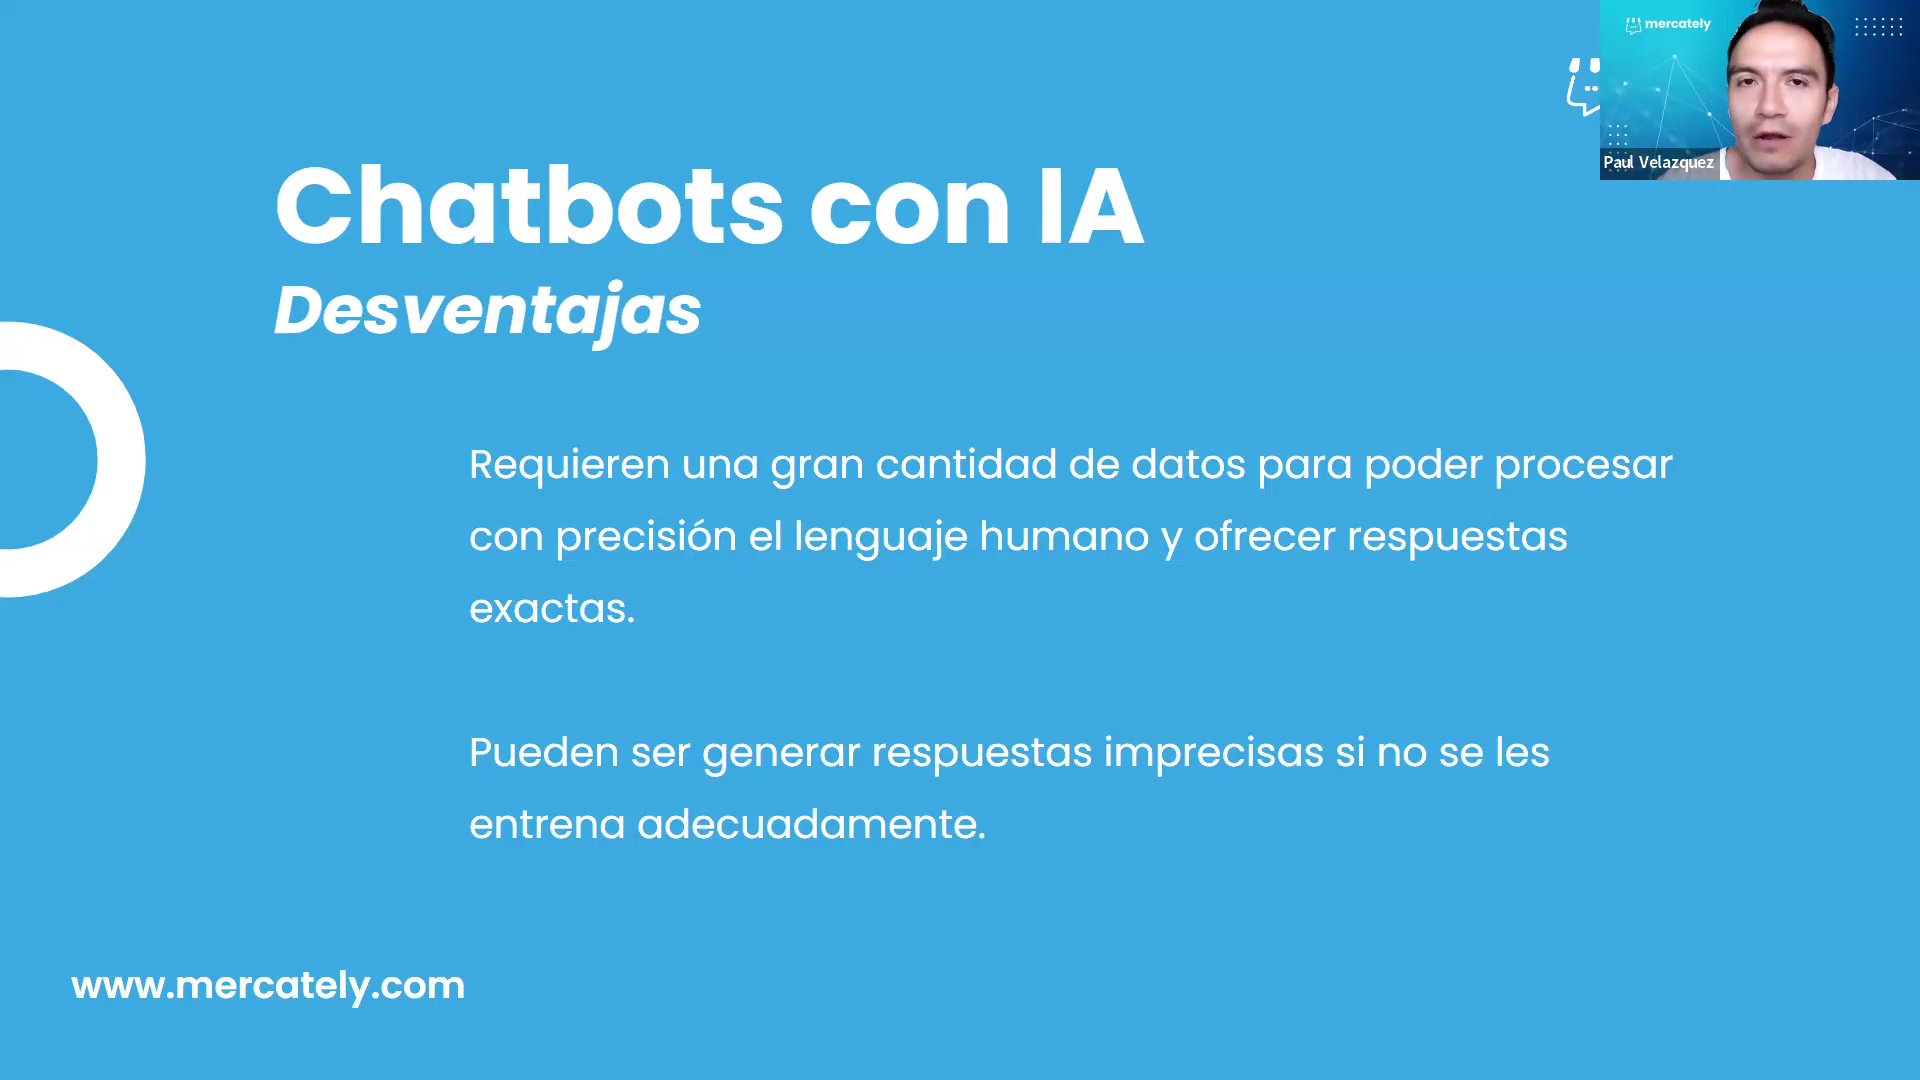 mercately
Paul Velazquez
Chatbots con IA
Desventajas
Requieren una gran cantidad de datos para poder procesar
con precisión el lenguaje humano y ofrecer respuestas
exactas.
Pueden ser generar respuestas imprecisas si no se les
entrena adecuadamente.
www.mercately.com